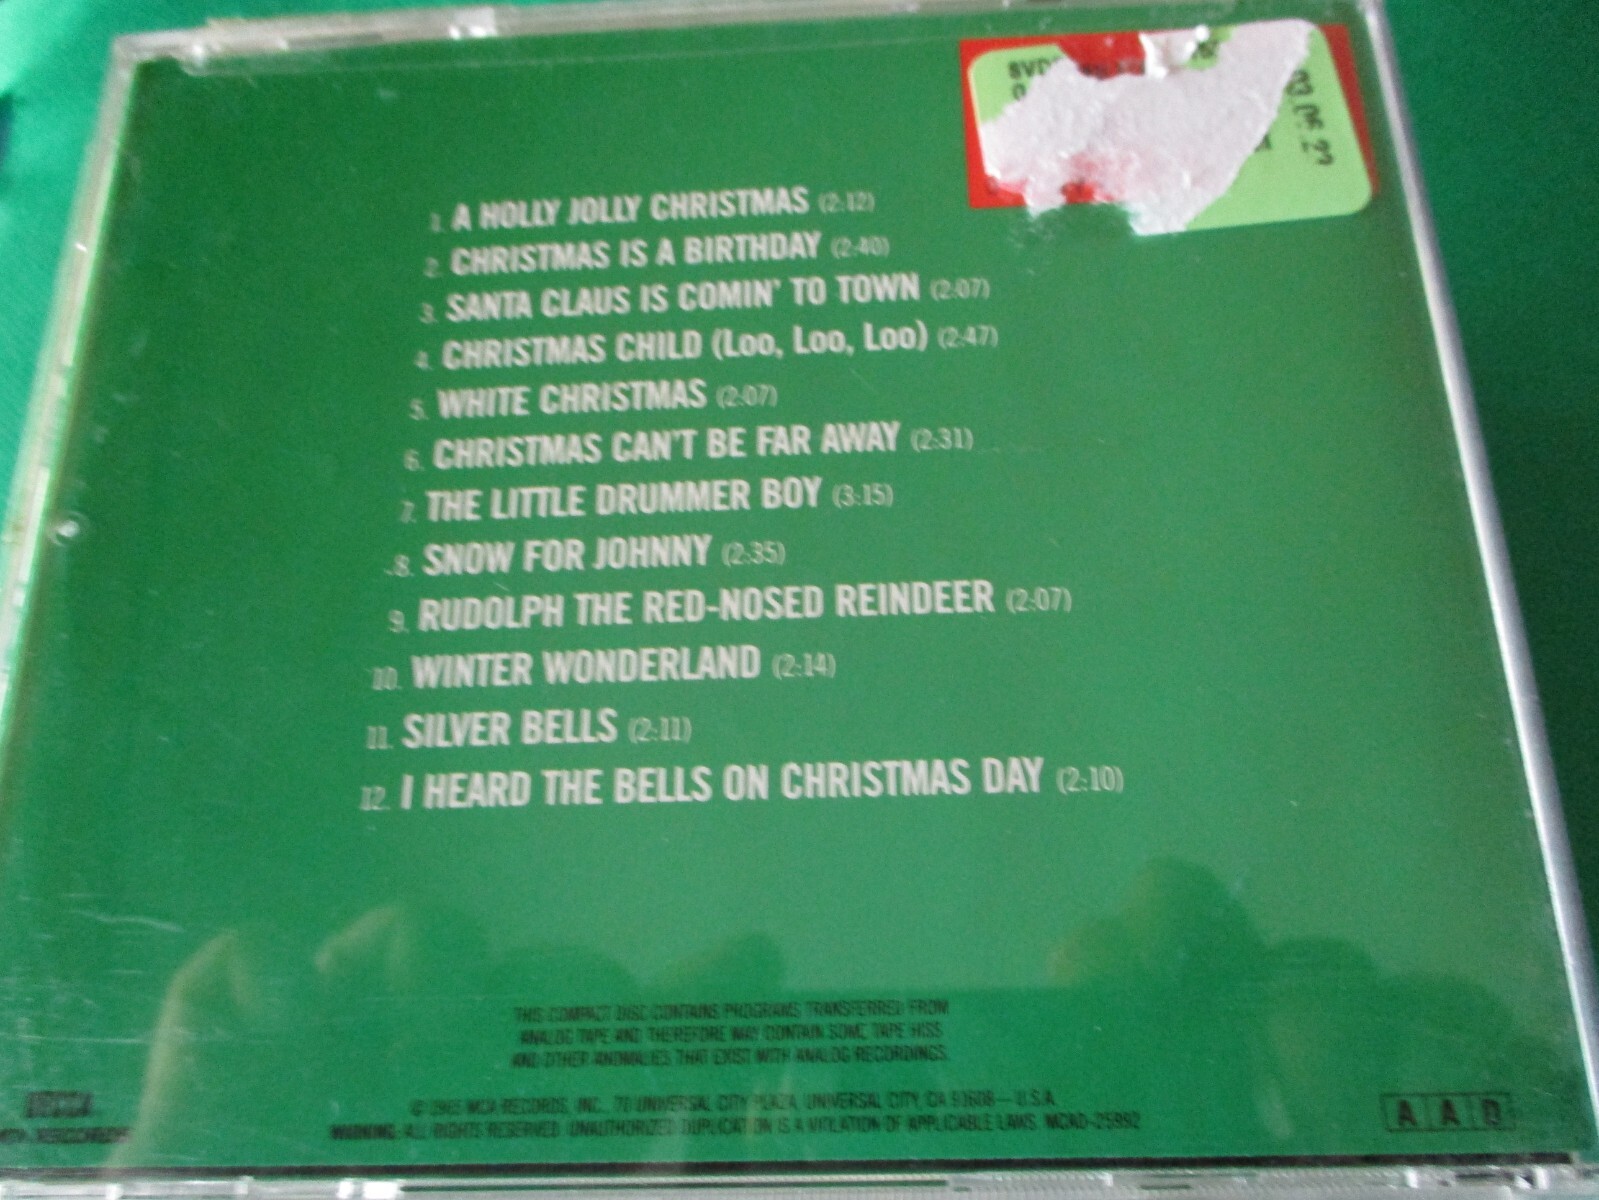 03.06.22
1. A HOLLY JOLLY CHRISTMAS (2:12)
2. CHRISTMAS IS A BIRTHDAY (2:40)
3. SANTA CLAUS IS COMIN' TO TOWN (2:07)
4. CHRISTMAS CHILD (Loo, Loo, Loo) (2:47)
5. WHITE CHRISTMAS (2:07)
6. CHRISTMAS CAN'T BE FAR AWAY (2:31)
7. THE LITTLE DRUMMER BOY (3:15)
8. SNOW FOR JOHNNY (2:35)
9. RUDOLPH THE RED-NOSED REINDEER (2:07)
10. WINTER WONDERLAND (2:14)
11. SILVER BELLS (2:11)
12. I HEARD THE BELLS ON CHRISTMAS DAY (2:10)
THIS COMPACT DISC CONTAINS PROGRAMS TRANSFERRED FROM
ANALOG TAPE AND THEREFORE MAY CONTAIN SOME TAPE HISS
AND OTHER ANOMALIES THAT EXIST WITH ANALOG RECORDINGS.
© 1965 MCA RECORDS, INC., 70 UNIVERSAL CITY PLAZA, UNIVERSAL CITY, CA 91608—U.S.A.
WARNING: ALL RIGHTS RESERVED. UNAUTHORIZED DUPLICATION IS A VIOLATION OF APPLICABLE LAWS. MCAD-25992
MCA RECORDS
A A D